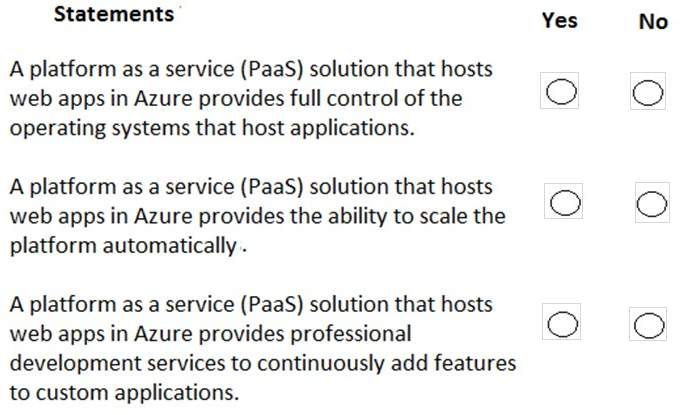 Statements Yes No
A platform as a service (PaaS) solution that hosts
web apps in Azure provides full control of the
operating systems that host applications.
A platform as a service (PaaS) solution that hosts
web apps in Azure provides the ability to scale the
platform automatically.
A platform as a service (PaaS) solution that hosts
web apps in Azure provides professional
development services to continuously add features
to custom applications.